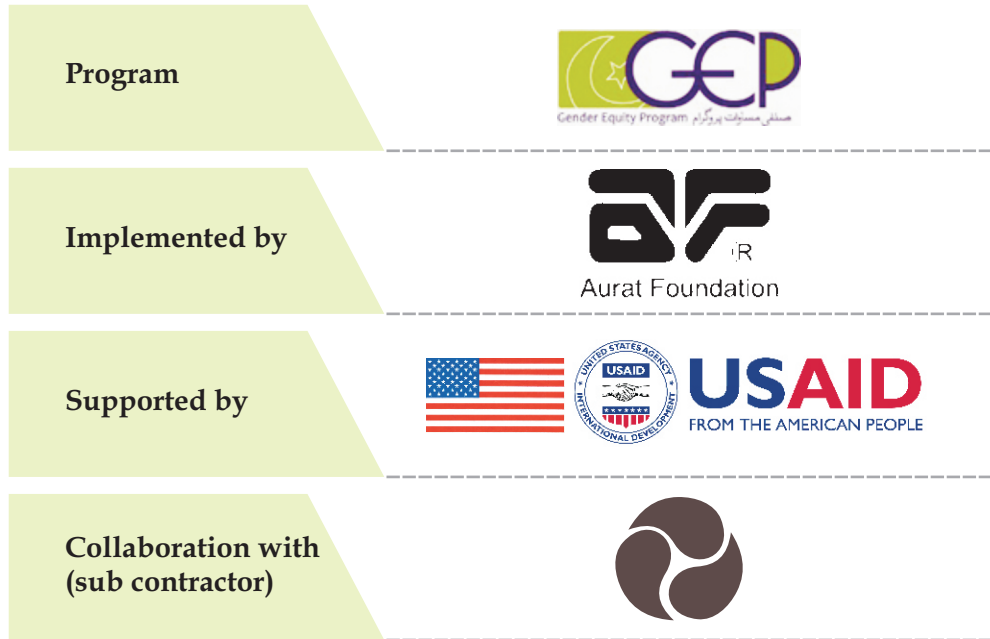 Program
GEP
Gender Equity Program صنفی مساوات پروگرام
Implemented by
aF
R
Aurat Foundation
Supported by
UNITED STATES AGENCY
USAID
INTERNATIONAL DEVELOPMENT
USAID
FROM THE AMERICAN PEOPLE
Collaboration with
(sub contractor)